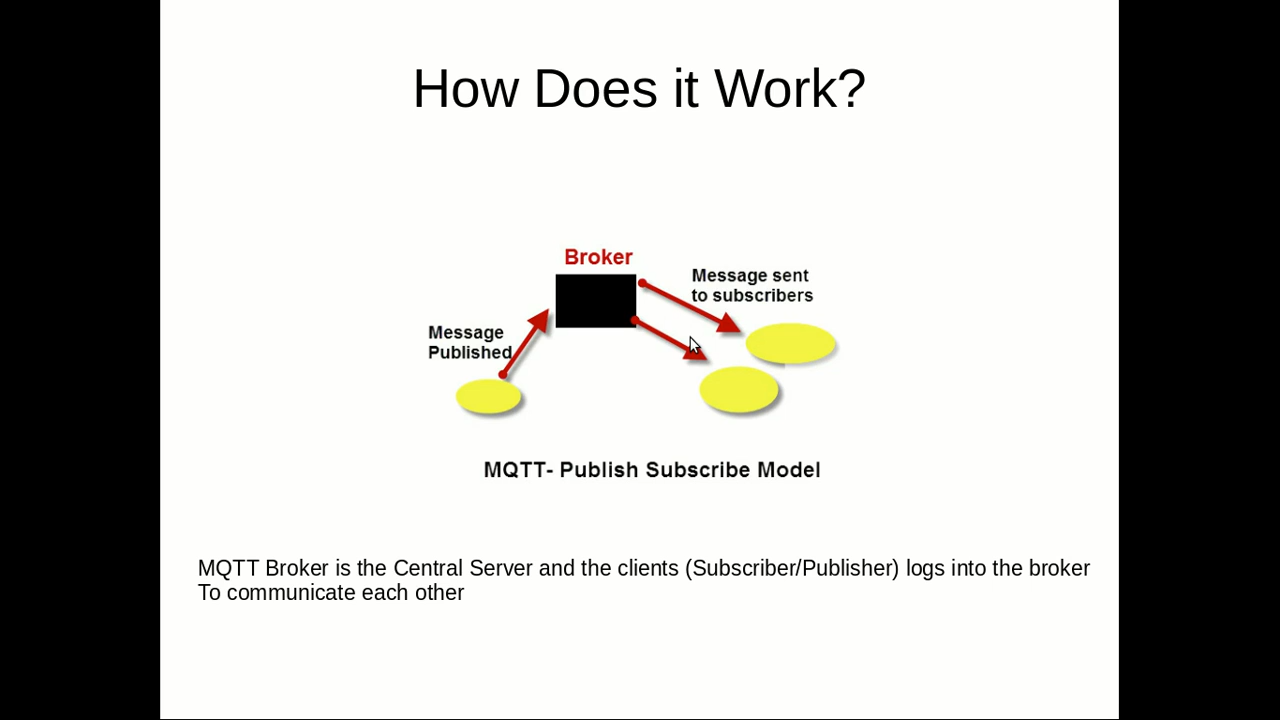 How Does it Work?
Broker
Message sent
to subscribers
Message
Published
MQTT- Publish Subscribe Model
MQTT Broker is the Central Server and the clients (Subscriber/Publisher) logs into the broker
To communicate each other